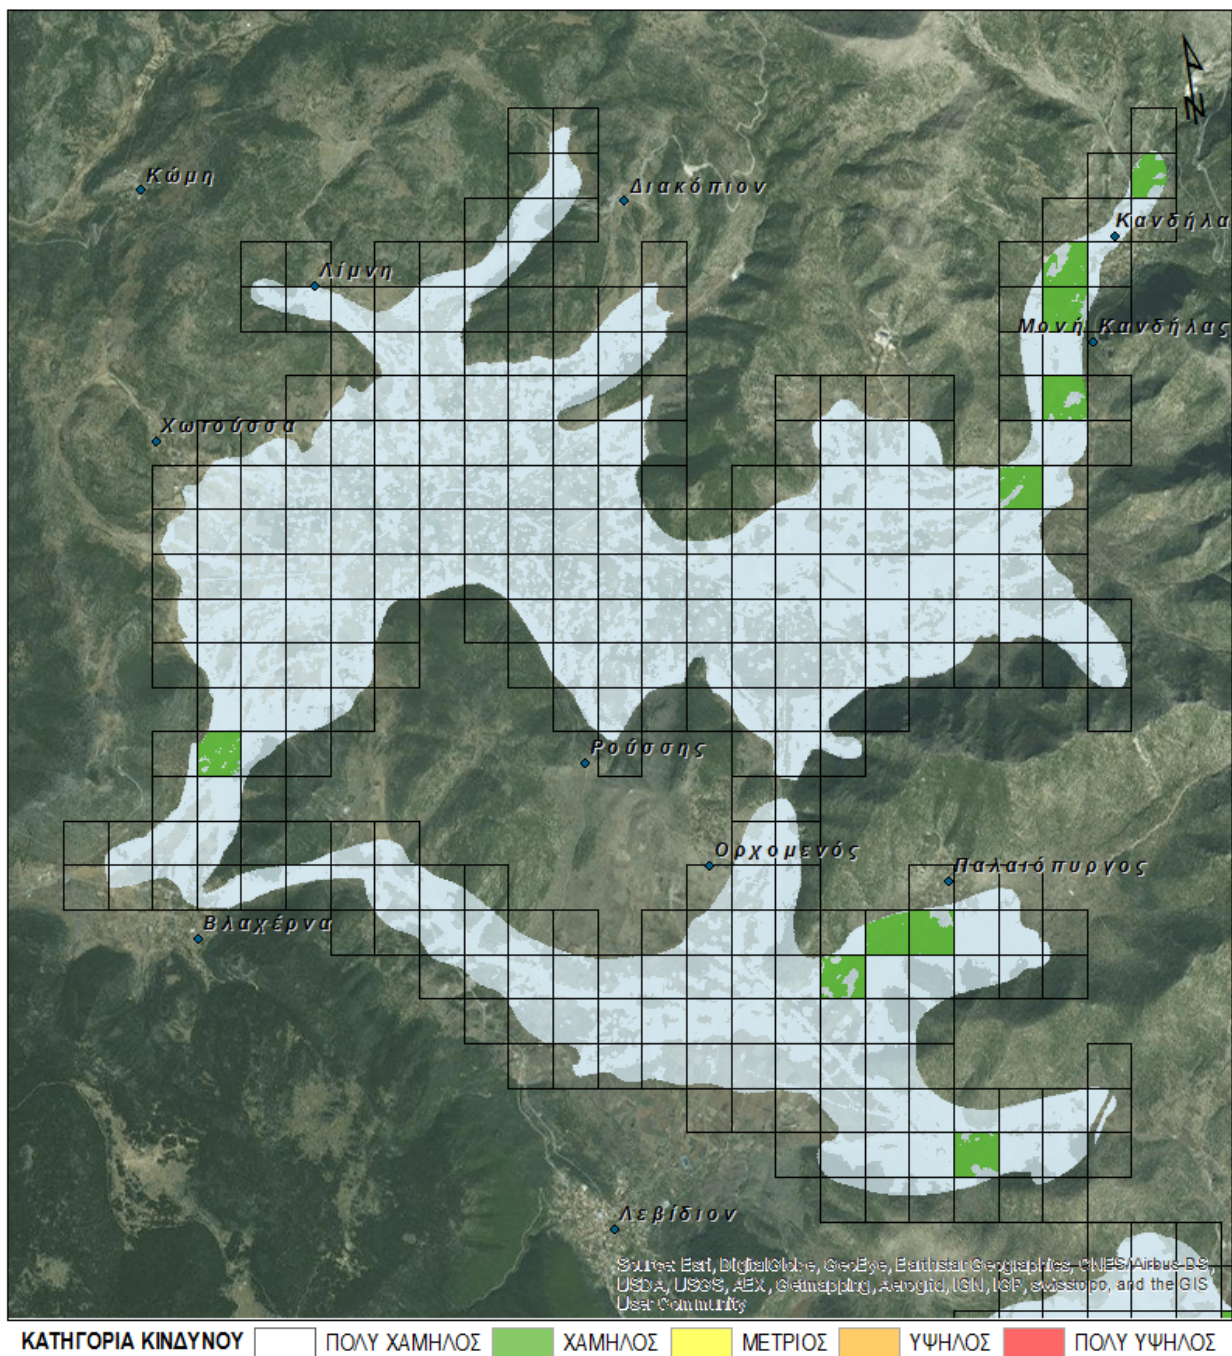 N
Κώμη
Διακόπιον
Κανδήλα
Λίμνη
Μονή Κανδήλας
Χωτούσσα
Ρούσσης
Ορχομενός
Παλαιόπυργος
Βλαχέρνα
Λεβίδιον
Source: Esri, DigitalGlobe, GeoEye, Earthstar Geographics, CNES/Airbus DS,
USDA, USGS, AEX, Getmapping, Aerogrid, IGN, IGP, swisstopo, and the GIS
User Community
ΚΑΤΗΓΟΡΙΑ ΚΙΝΔΥΝΟΥ ΠΟΛΥ ΧΑΜΗΛΟΣ ΧΑΜΗΛΟΣ ΜΕΤΡΙΟΣ ΥΨΗΛΟΣ ΠΟΛΥ ΥΨΗΛΟΣ